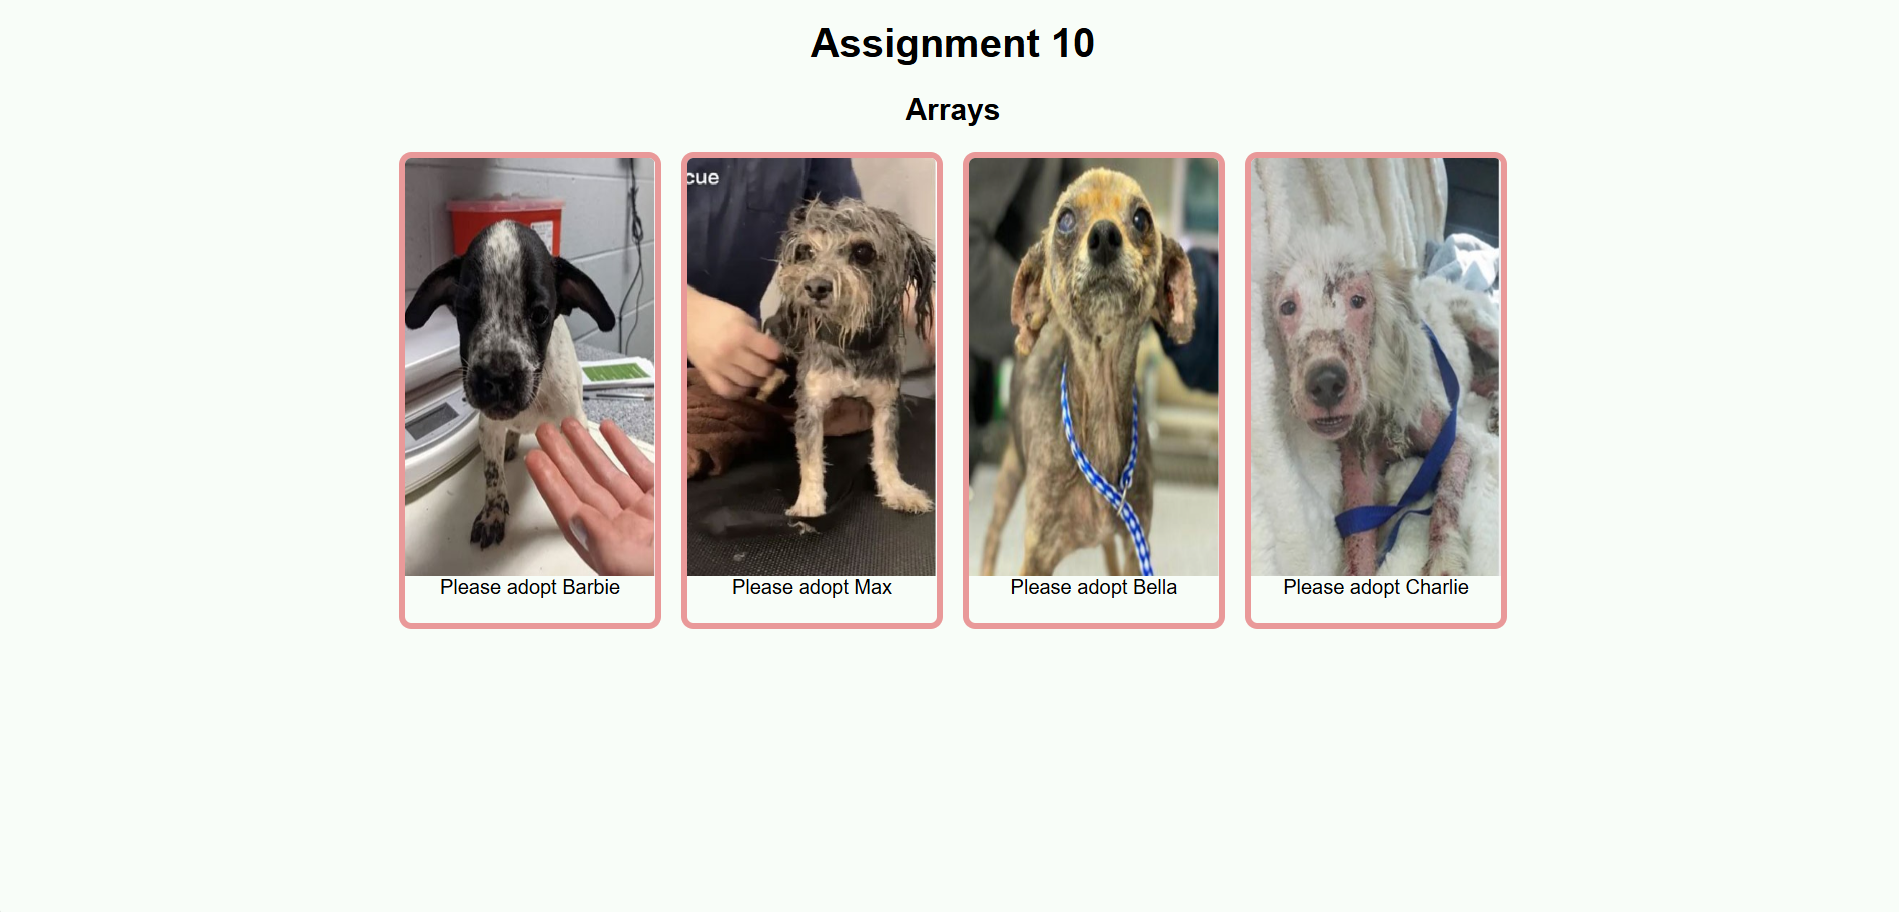 Assignment 10
Arrays
cue
Please adopt Barbie
Please adopt Max
Please adopt Bella
Please adopt Charlie